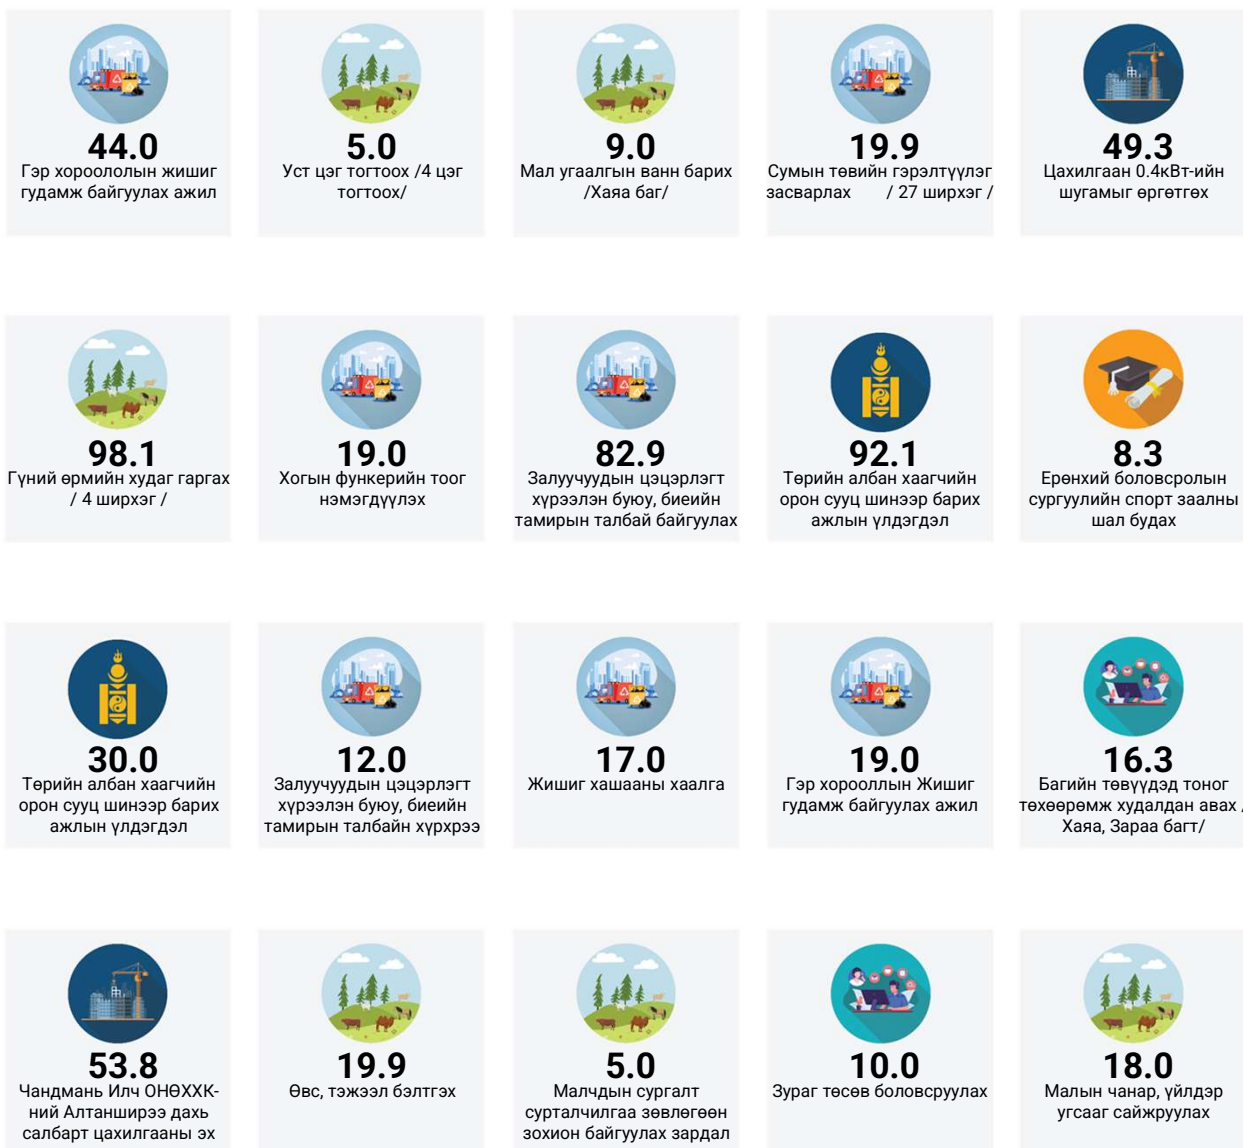 44.0
Гэр хороололын жишиг
гудамж байгуулах ажил
5.0
Уст цэг тогтоох /4 цэг
тогтоох/
9.0
Мал угаалгын ванн барих
/Хаяа баг/
19.9
Сумын төвийн гэрэлтүүлэг
засварлах / 27 ширхэг /
49.3
Цахилгаан 0.4кВт-ийн
шугамыг өргөтгөх
98.1
Гүний өрмийн худаг гаргах
/ 4 ширхэг /
19.0
Хогын функерийн тоог
нэмэгдүүлэх
82.9
Залуучуудын цэцэрлэгт
хүрээлэн буюу, биеийн
тамирын талбай байгуулах
92.1
Төрийн албан хаагчийн
орон сууц шинээр барих
ажлын үлдэгдэл
8.3
Ерөнхий боловсролын
сургуулийн спорт заалны
шал будах
30.0
Төрийн албан хаагчийн
орон сууц шинээр барих
ажлын үлдэгдэл
12.0
Залуучуудын цэцэрлэгт
хүрээлэн буюу, биеийн
тамирын талбайн хүрхрээ
17.0
Жишиг хашааны хаалга
19.0
Гэр хорооллын Жишиг
гудамж байгуулах ажил
16.3
Багийн төвүүдэд тоног
төхөөрөмж худалдан авах /
Хаяа, Зараа багт/
53.8
Чандмань Илч ОНӨХХК-
ний Алтанширээ дахь
салбарт цахилгааны эх
19.9
Өвс, тэжээл бэлтгэх
5.0
Малчдын сургалт
сурталчилгаа зөвлөгөөн
зохион байгуулах зардал
10.0
Зураг төсөв боловсруулах
18.0
Малын чанар, үйлдэр
угсааг сайжруулах